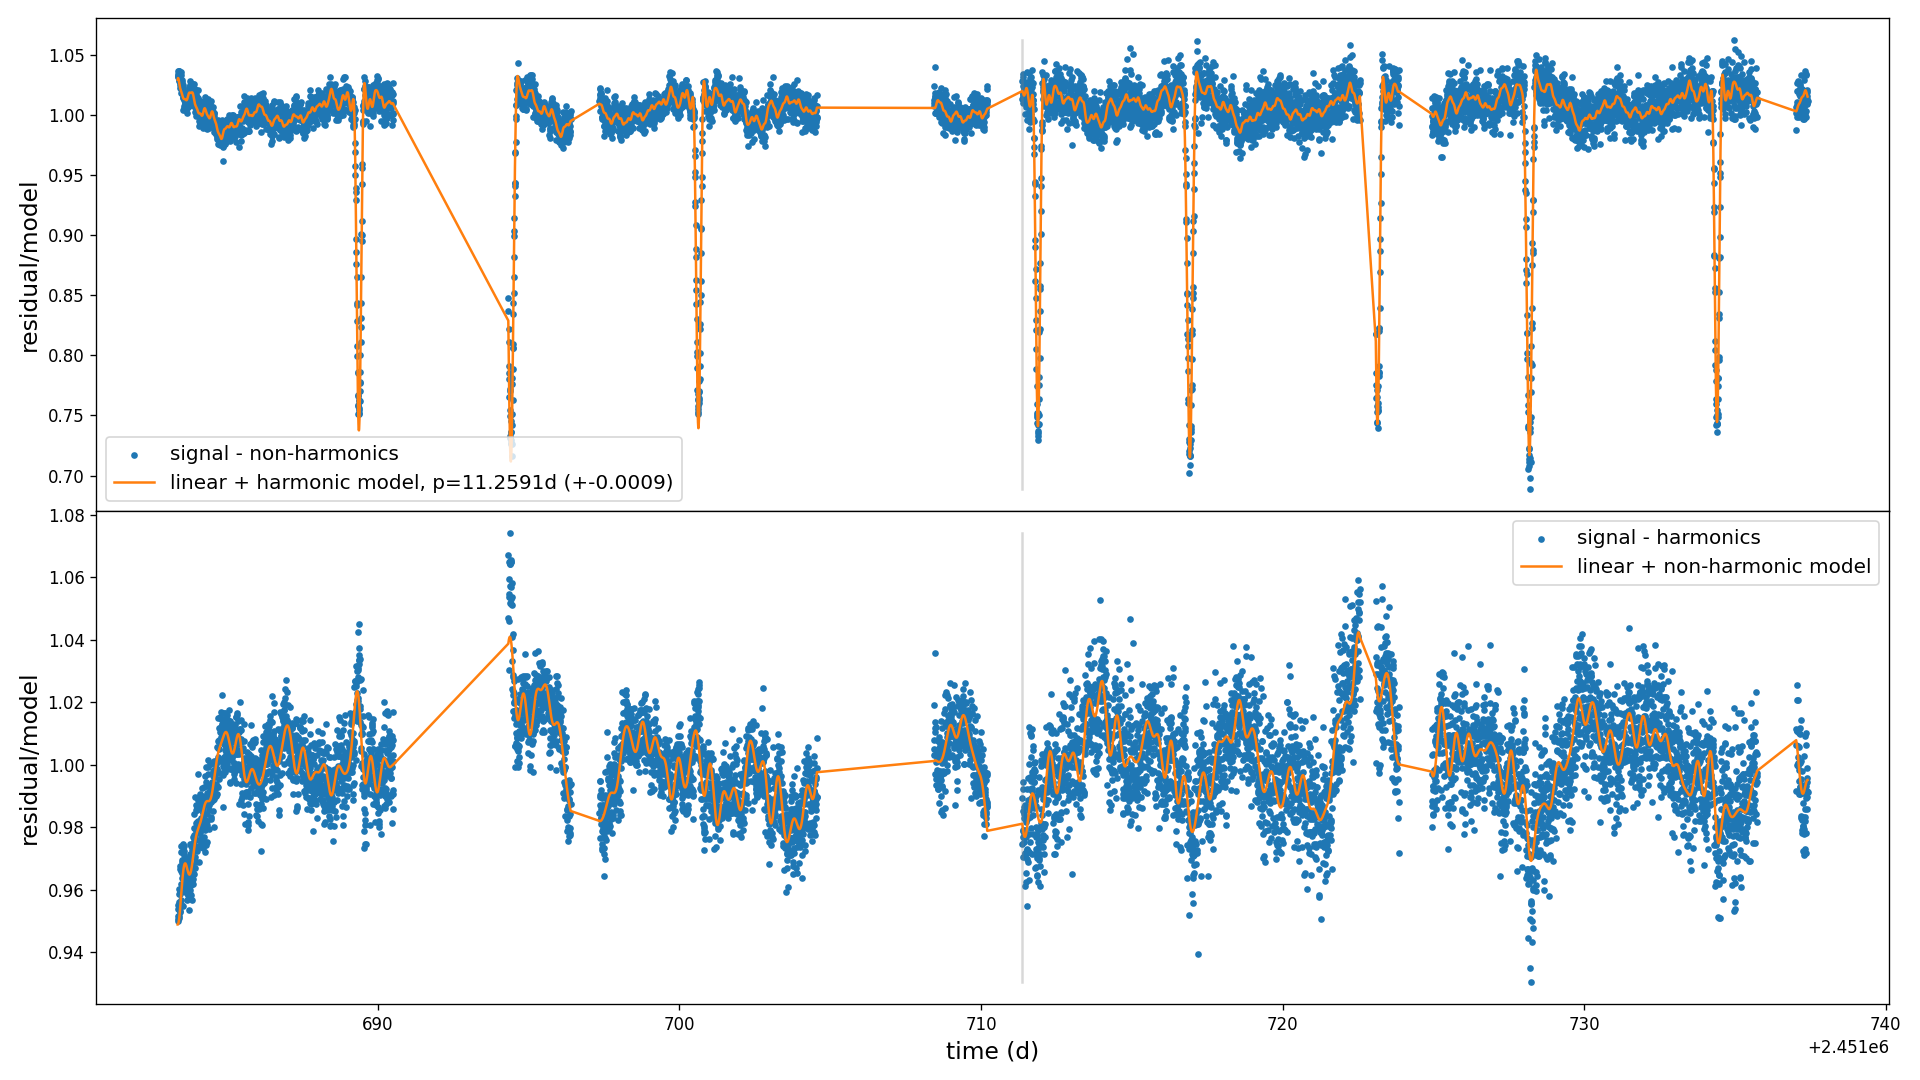 1.05
1.00
0.95
0.90
0.85
0.80
0.75
0.70
residual/model
signal - non-harmonics
linear + harmonic model, p=11.2591d (+-0.0009)
1.08
1.06
1.04
1.02
1.00
0.98
0.96
0.94
residual/model
signal - harmonics
linear + non-harmonic model
690
700
710
720
730
740
time (d)
+2.451e6